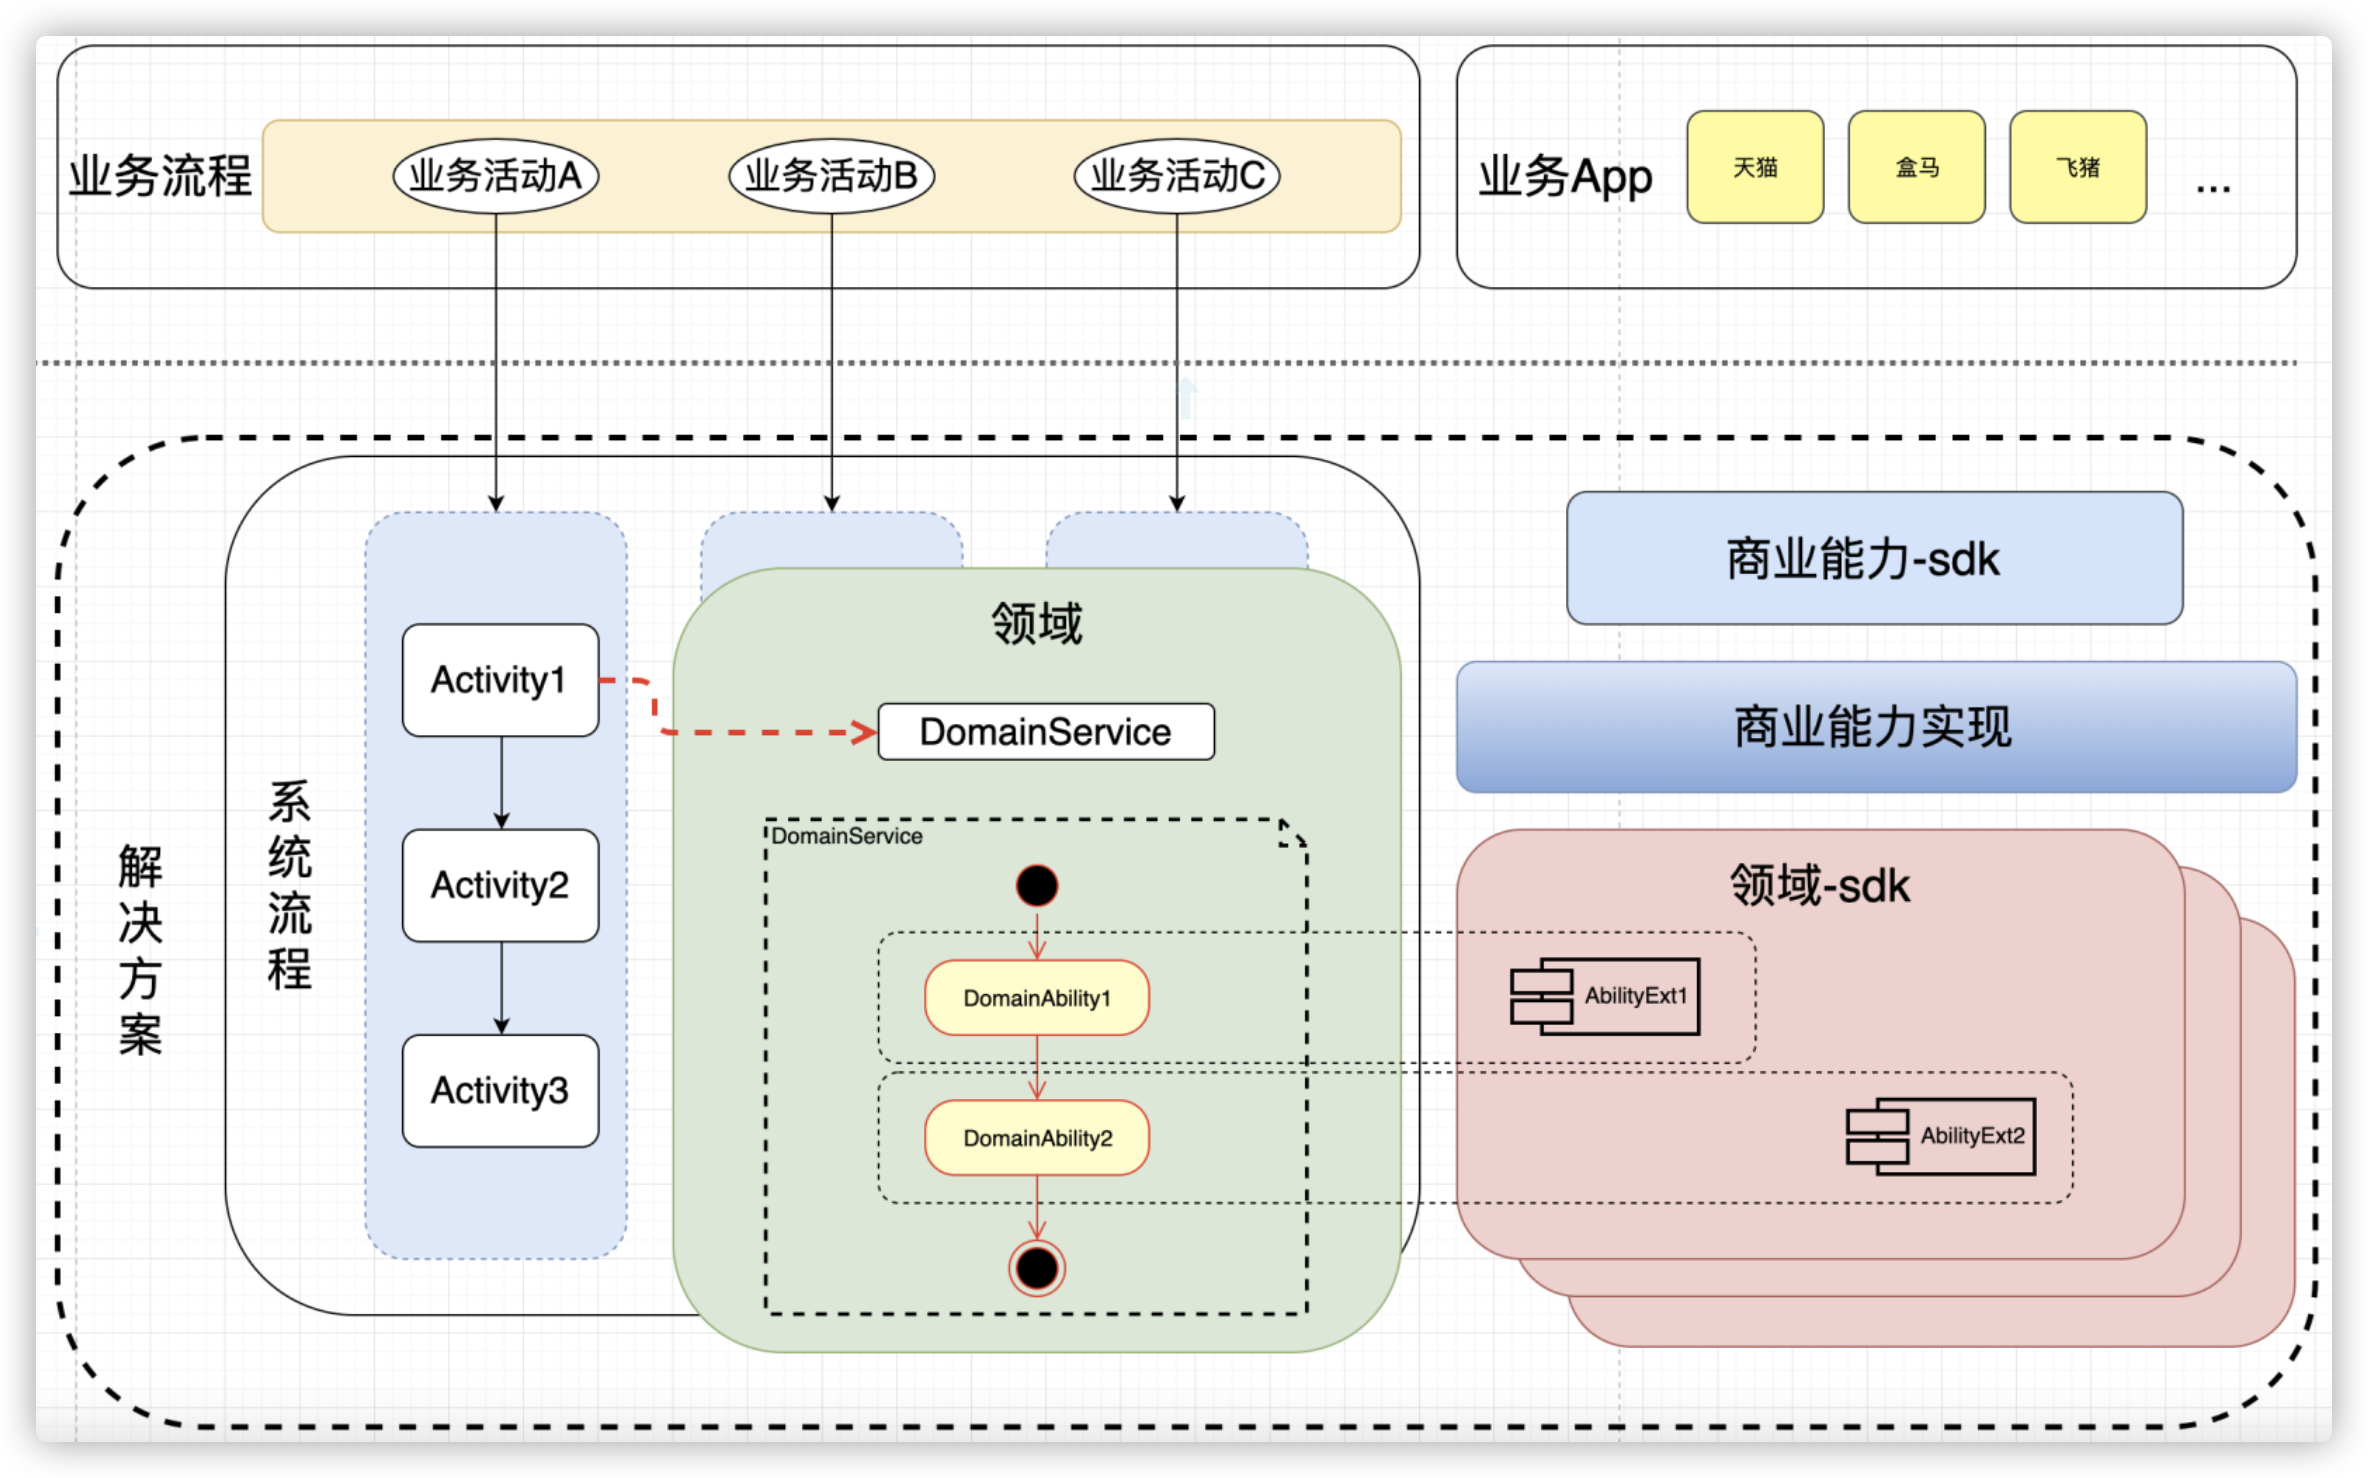 业务流程
业务活动A
业务活动B
业务活动C
业务App
天猫
盒马
飞猪
...
解决方案
系统流程
Activity1
Activity2
Activity3
领域
DomainService
DomainService
DomainAbility1
DomainAbility2
商业能力-sdk
商业能力实现
领域-sdk
AbilityExt1
AbilityExt2